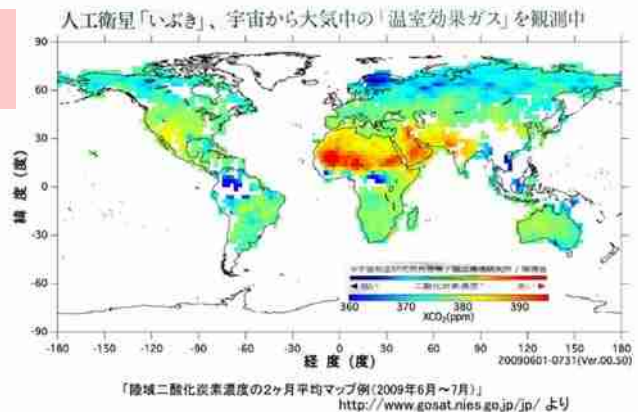 人工衛星「いぶき」、宇宙から大気中の「温室効果ガス」を観測中
90
60
30
0
-30
-60
-90
緯度(度)
低い 二酸化炭素濃度 高い
360 370 380 390
XCO₂(ppm)
-180 -150 -120 -90 -60 -30 0 30 60 90 120 150 180
経度(度)
20090601-0731(Ver.00.50)
「陸域二酸化炭素濃度の2ヶ月平均マップ例(2009年6月〜7月)」
http://www.gosat.nies.go.jp/jp/ より